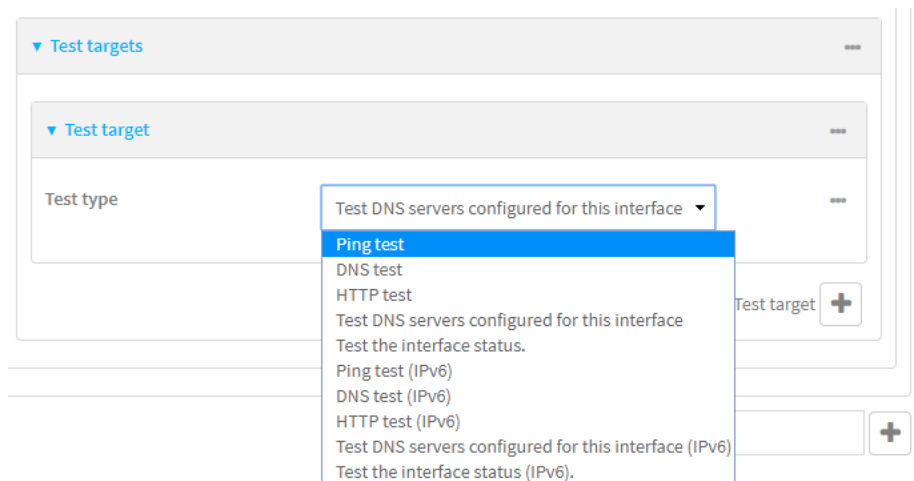 Test targets
Test target
Test type
Test DNS servers configured for this interface
Ping test
DNS test
HTTP test
Test DNS servers configured for this interface
Test the interface status.
Ping test (IPv6)
DNS test (IPv6)
HTTP test (IPv6)
Test DNS servers configured for this interface (IPv6)
Test the interface status (IPv6).
Test target